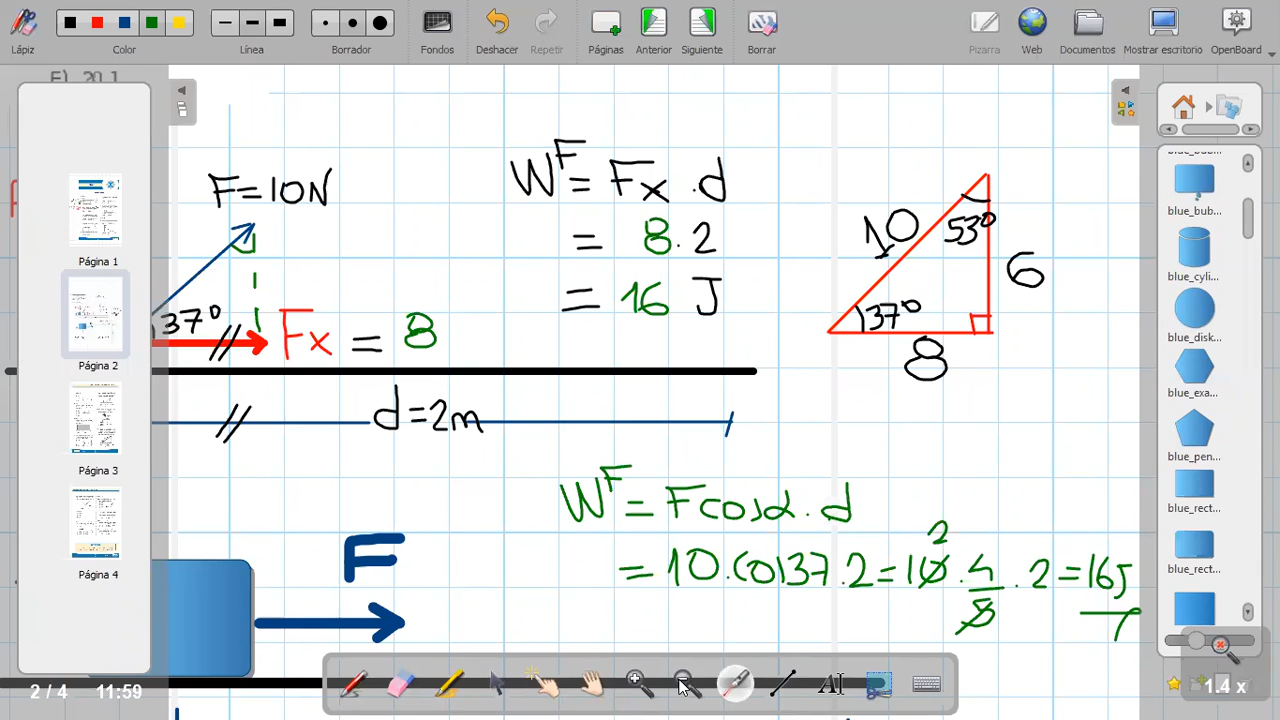 Lápiz
Color
Línea
Borrador
Fondos
Deshacer
Repetir
Páginas
Anterior
Siguiente
Borrar
Pizarra
Web
Documentos
Mostrar escritorio
OpenBoard
E) 20 J
Página 1
Página 2
Página 3
Página 4
2 / 4 11:59
F=10N
37°
Fx = 8
d=2m
W^F = Fx . d
= 8 . 2
= 16 J
10
53°
6
37°
8
W^F = F cosα . d
= 10 . cos37 . 2 = 10 . 4/5 . 2 = 16J
2
F
blue_bub...
blue_cyli...
blue_disk...
blue_exa...
blue_pen...
blue_rect...
blue_rect...
1.4 x
AI